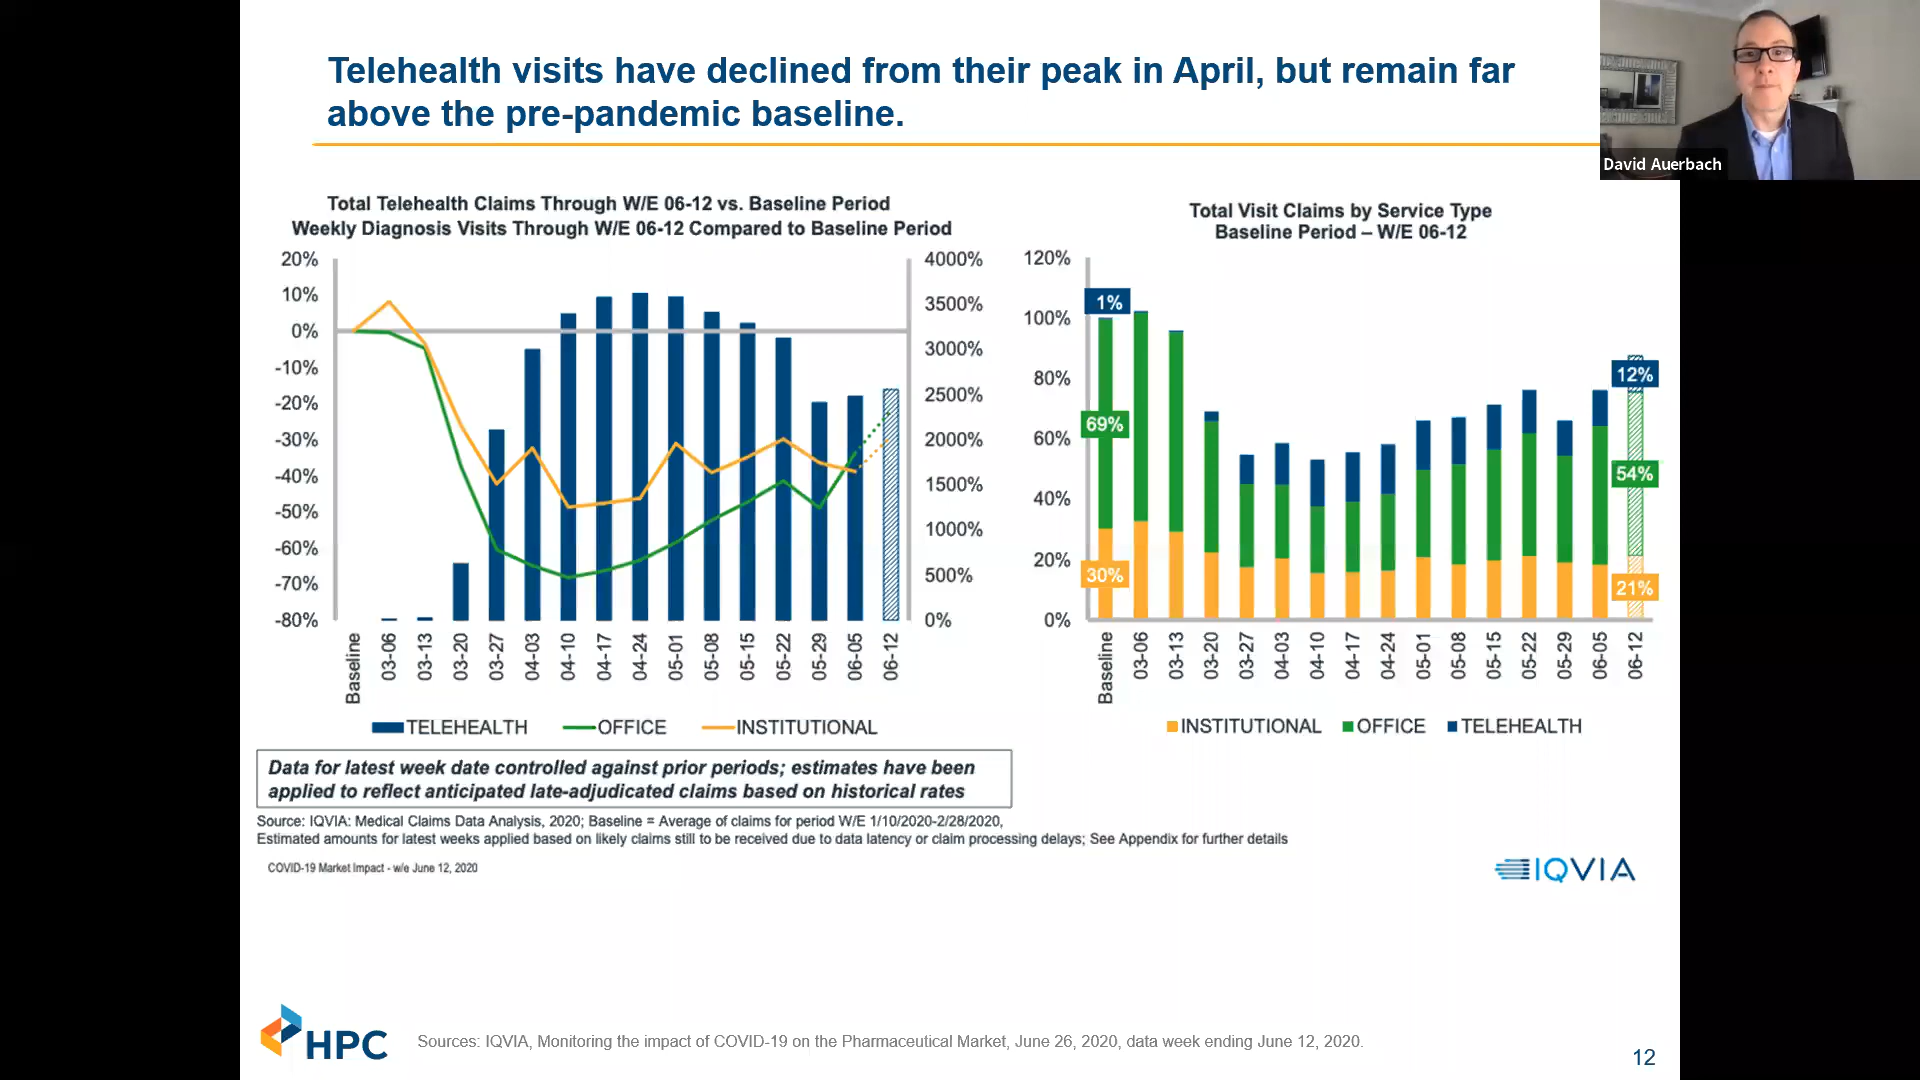 Telehealth visits have declined from their peak in April, but remain far
above the pre-pandemic baseline.
David Auerbach
Total Telehealth Claims Through W/E 06-12 vs. Baseline Period
Weekly Diagnosis Visits Through W/E 06-12 Compared to Baseline Period
20%
10%
0%
-10%
-20%
-30%
-40%
-50%
-60%
-70%
-80%
4000%
3500%
3000%
2500%
2000%
1500%
1000%
500%
0%
Baseline
03-06
03-13
03-20
03-27
04-03
04-10
04-17
04-24
05-01
05-08
05-15
05-22
05-29
06-05
06-12
TELEHEALTH
OFFICE
INSTITUTIONAL
Total Visit Claims by Service Type
Baseline Period – W/E 06-12
120%
100%
80%
60%
40%
20%
0%
1%
69%
30%
12%
54%
21%
Baseline
03-06
03-13
03-20
03-27
04-03
04-10
04-17
04-24
05-01
05-08
05-15
05-22
05-29
06-05
06-12
INSTITUTIONAL
OFFICE
TELEHEALTH
Data for latest week date controlled against prior periods; estimates have been
applied to reflect anticipated late-adjudicated claims based on historical rates
Source: IQVIA: Medical Claims Data Analysis, 2020; Baseline = Average of claims for period W/E 1/10/2020-2/28/2020,
Estimated amounts for latest weeks applied based on likely claims still to be received due to data latency or claim processing delays; See Appendix for further details
COVID-19 Market Impact - w/e June 12, 2020
IQVIA
HPC
Sources: IQVIA, Monitoring the impact of COVID-19 on the Pharmaceutical Market, June 26, 2020, data week ending June 12, 2020.
12